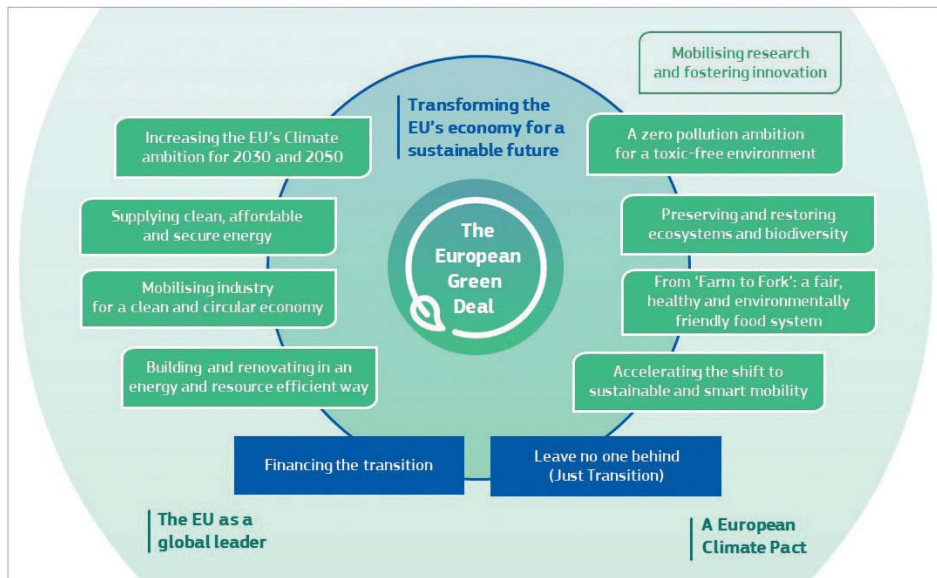 Mobilising research
and fostering innovation
Transforming the
EU's economy for a
sustainable future
Increasing the EU's Climate
ambition for 2030 and 2050
A zero pollution ambition
for a toxic-free environment
Supplying clean, affordable
and secure energy
Preserving and restoring
ecosystems and biodiversity
The
European
Green
Deal
Mobilising industry
for a clean and circular economy
From ‘Farm to Fork’: a fair,
healthy and environmentally
friendly food system
Building and renovating in an
energy and resource efficient way
Accelerating the shift to
sustainable and smart mobility
Financing the transition
Leave no one behind
(Just Transition)
The EU as a
global leader
A European
Climate Pact